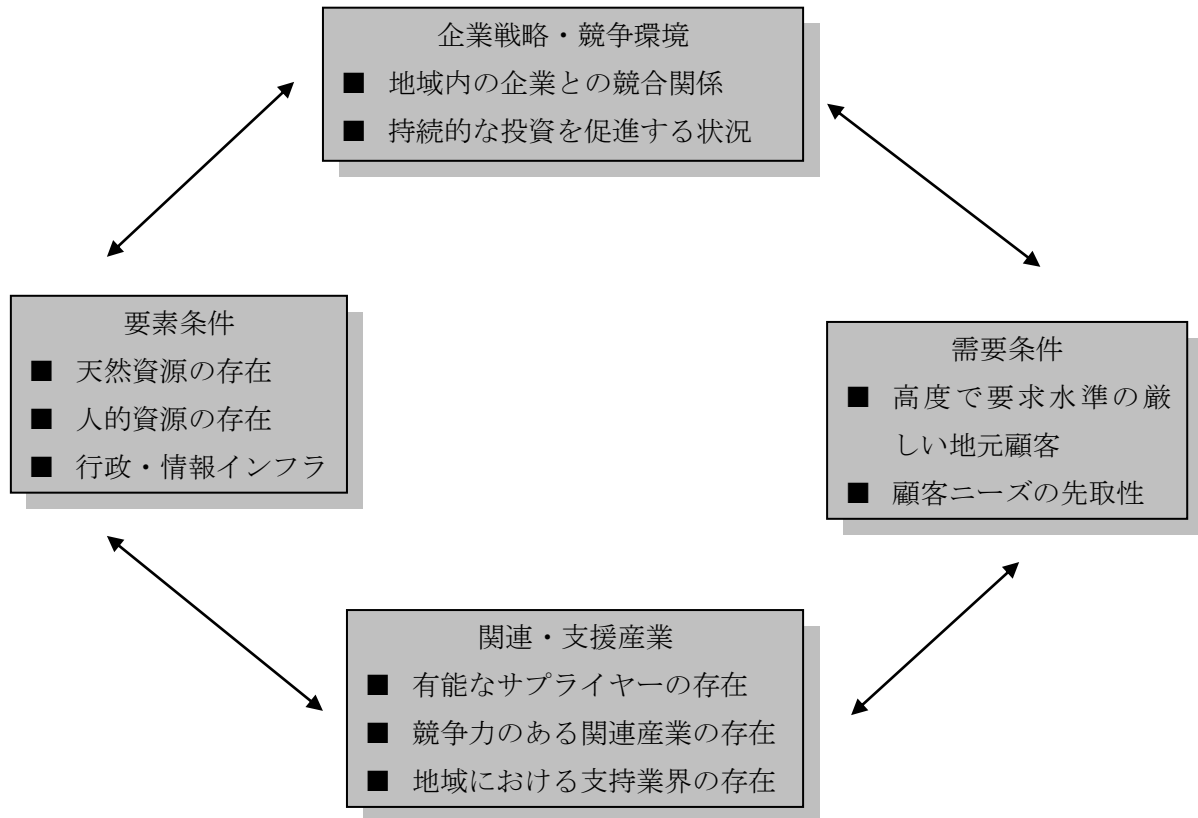 企業戦略・競争環境
■ 地域内の企業との競合関係
■ 持続的な投資を促進する状況
要素条件
■ 天然資源の存在
■ 人的資源の存在
■ 行政・情報インフラ
需要条件
■ 高度で要求水準の厳
しい地元顧客
■ 顧客ニーズの先取性
関連・支援産業
■ 有能なサプライヤーの存在
■ 競争力のある関連産業の存在
■ 地域における支持業界の存在